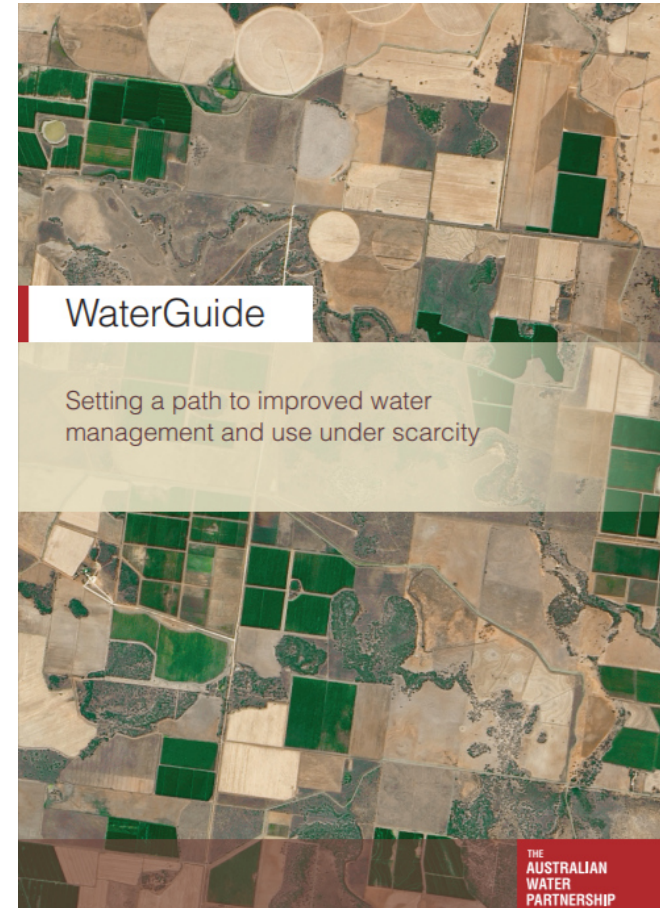 WaterGuide
Setting a path to improved water
management and use under scarcity
THE
AUSTRALIAN
WATER
PARTNERSHIP